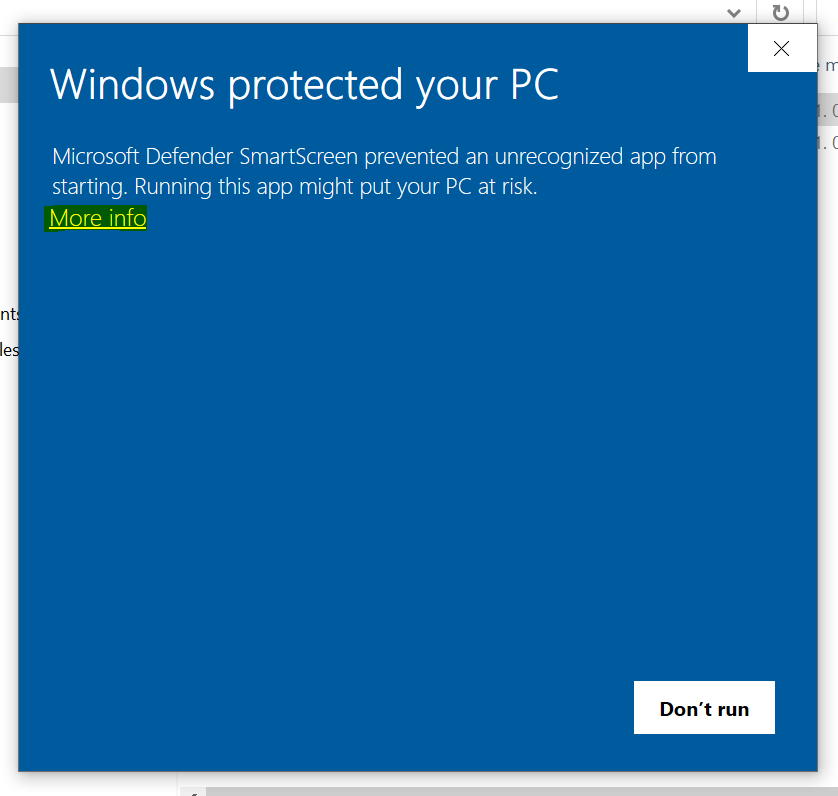 Windows protected your PC
Microsoft Defender SmartScreen prevented an unrecognized app from
starting. Running this app might put your PC at risk.
More info
Don’t run